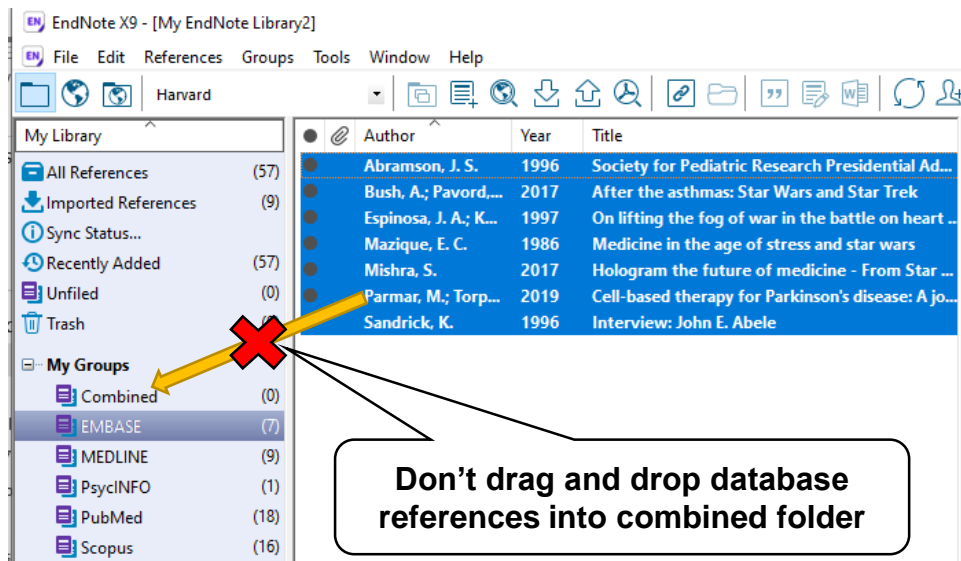 EndNote X9 - [My EndNote Library2]
File Edit References Groups Tools Window Help
Harvard
My Library
Author Year Title
All References (57)
Imported References (9)
Sync Status...
Recently Added (57)
Unfiled (0)
Trash
My Groups
Combined (0)
EMBASE (7)
MEDLINE (9)
PsycINFO (1)
PubMed (18)
Scopus (16)
Abramson, J. S. 1996 Society for Pediatric Research Presidential Ad...
Bush, A.; Pavord,... 2017 After the asthmas: Star Wars and Star Trek
Espinosa, J. A.; K... 1997 On lifting the fog of war in the battle on heart ...
Mazique, E. C. 1986 Medicine in the age of stress and star wars
Mishra, S. 2017 Hologram the future of medicine - From Star ...
Parmar, M.; Torp... 2019 Cell-based therapy for Parkinson's disease: A jo...
Sandrick, K. 1996 Interview: John E. Abele
Don't drag and drop database
references into combined folder